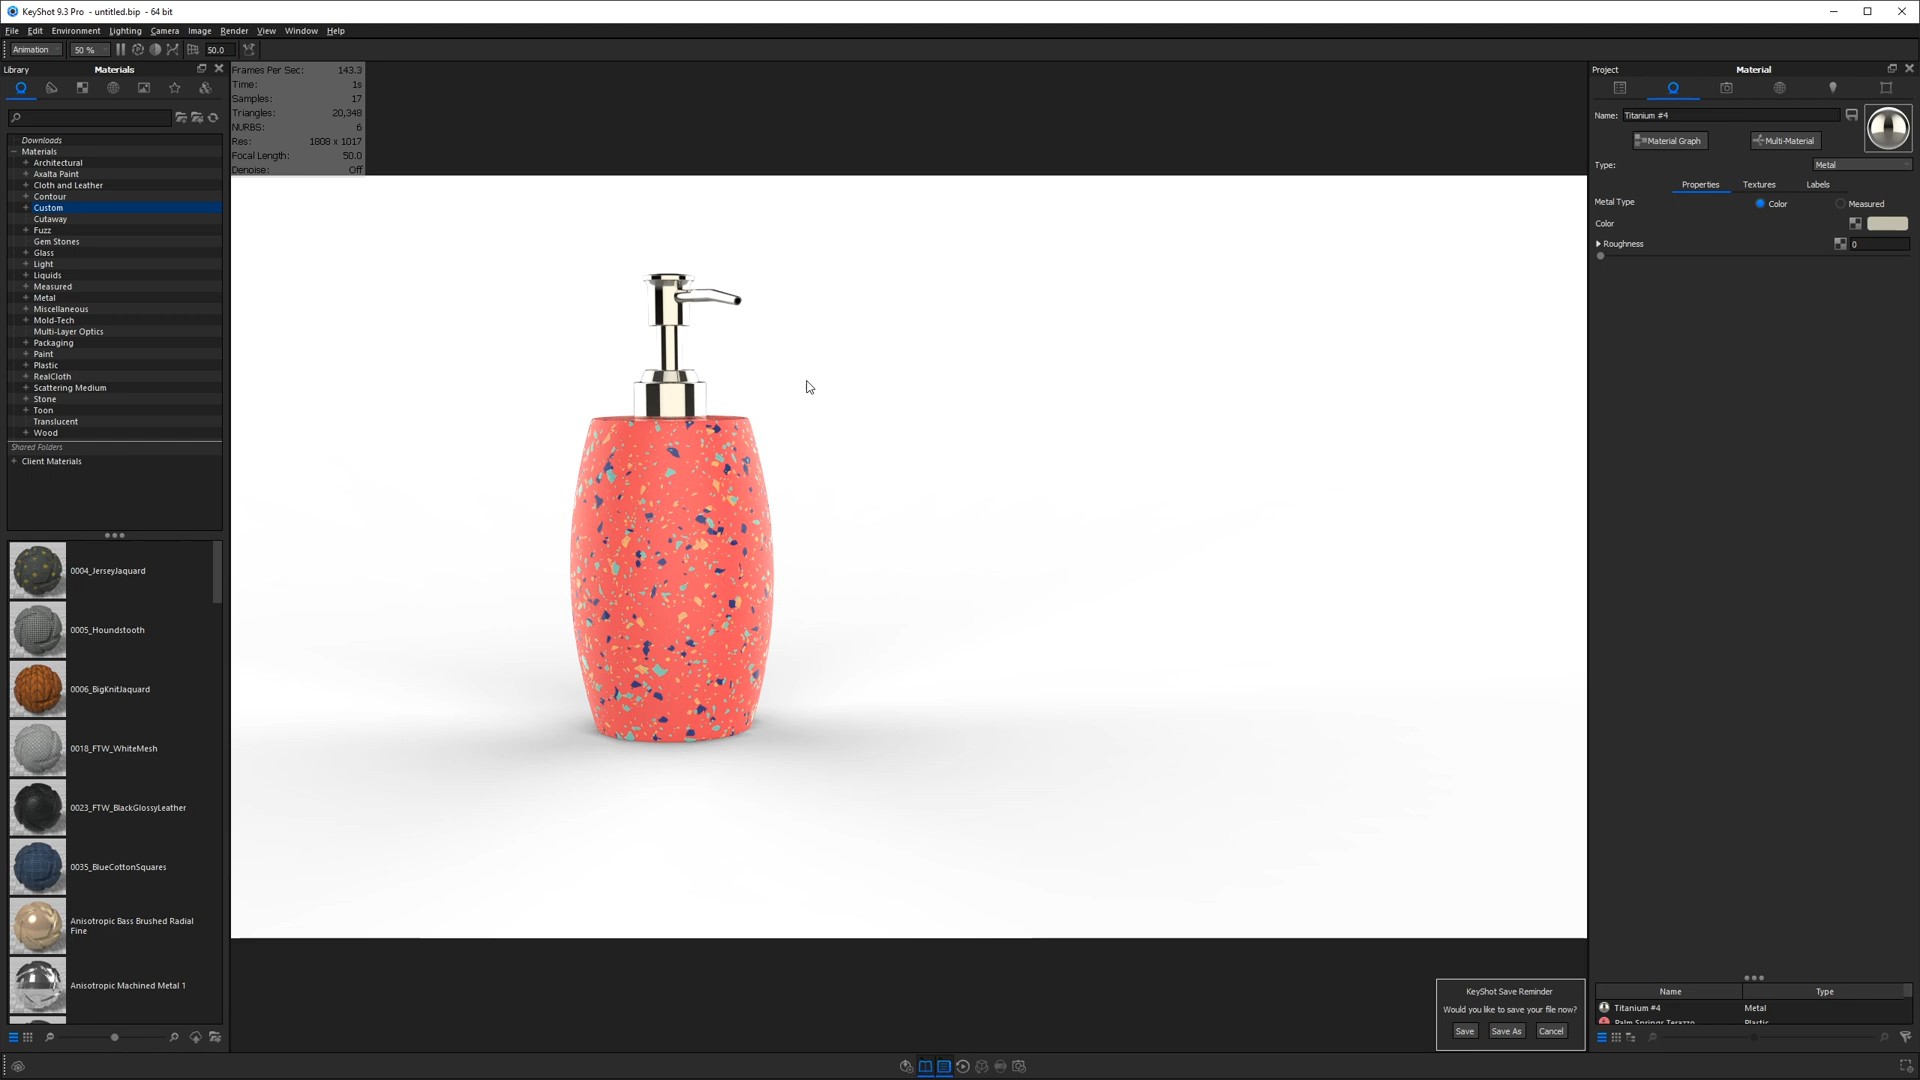 KeyShot 9.3 Pro - untitled.bip - 64 bit
File Edit Environment Lighting Camera Image Render View Window Help
Animation 50 % 50.0
Library Materials
Downloads
Materials
Architectural
Axalta Paint
Cloth and Leather
Contour
Custom
Cutaway
Fuzz
Gem Stones
Glass
Light
Liquids
Measured
Metal
Miscellaneous
Mold-Tech
Multi-Layer Optics
Packaging
Paint
Plastic
RealCloth
Scattering Medium
Stone
Toon
Translucent
Wood
Shared Folders
Client Materials
0004_JerseyJaquard
0005_Houndstooth
0006_BigKnitJaquard
0018_FTW_WhiteMesh
0023_FTW_BlackGlossyLeather
0035_BlueCottonSquares
Anisotropic Bass Brushed Radial
Fine
Anisotropic Machined Metal 1
Frames Per Sec: 143.3
Time: 1s
Samples: 17
Triangles: 20,348
NURBS: 6
Res: 1808 x 1017
Focal Length: 50.0
Denoise: Off
Project Material
Name: Titanium #4
Material Graph Multi-Material
Type: Metal
Properties Textures Labels
Metal Type Color Measured
Color
Roughness 0
KeyShot Save Reminder
Would you like to save your file now?
Save Save As Cancel
Name Type
Titanium #4 Metal
Palm Springs Terazzo Plastic